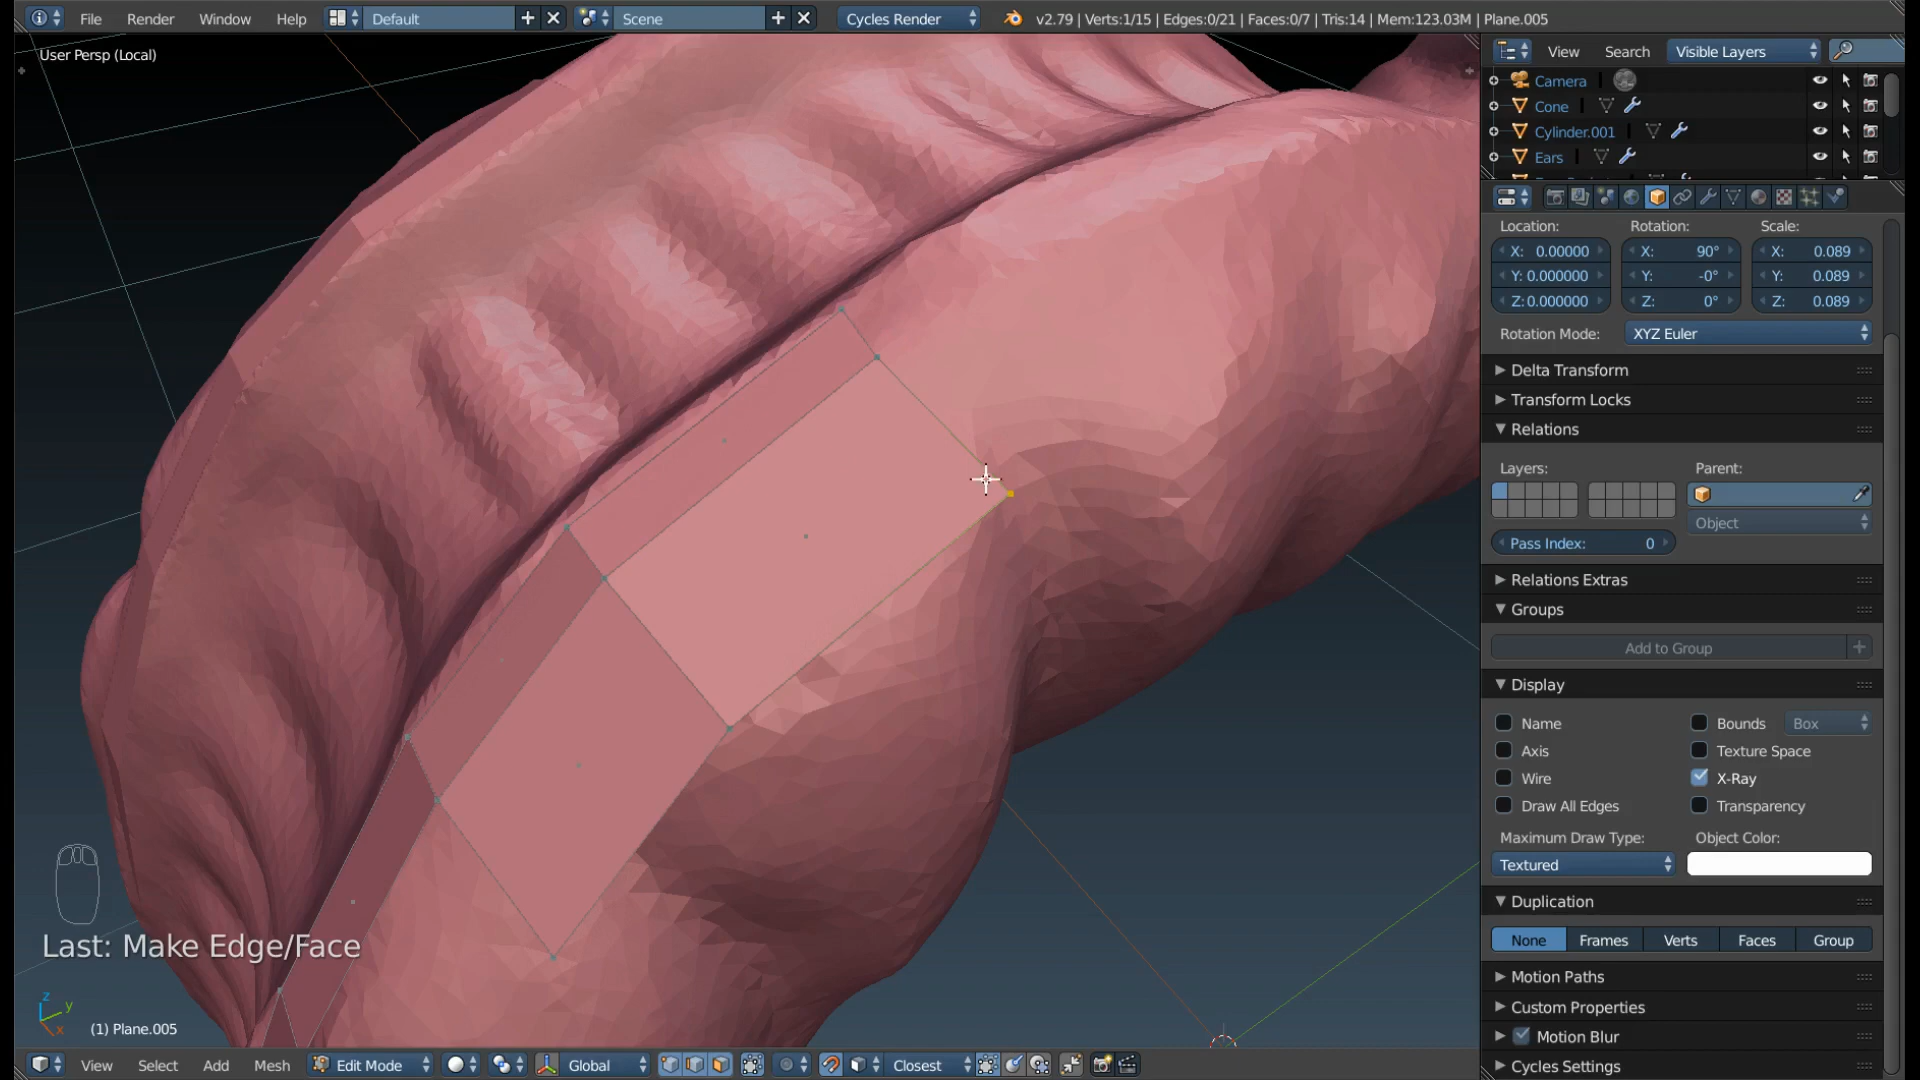 File Render Window Help Default Scene Cycles Render v2.79 | Verts:1/15 | Edges:0/21 | Faces:0/7 | Tris:14 | Mem:123.03M | Plane.005
User Persp (Local)
View Search Visible Layers
Camera
Cone
Cylinder.001
Ears
Location: Rotation: Scale:
X: 0.00000 X: 90° X: 0.089
Y: 0.000000 Y: -0° Y: 0.089
Z: 0.000000 Z: 0° Z: 0.089
Rotation Mode: XYZ Euler
Delta Transform
Transform Locks
Relations
Layers: Parent:
Object
Pass Index: 0
Relations Extras
Groups
Add to Group
Display
Name Bounds Box
Axis Texture Space
Wire X-Ray
Draw All Edges Transparency
Maximum Draw Type: Object Color:
Textured
Duplication
None Frames Verts Faces Group
Motion Paths
Custom Properties
Motion Blur
Cycles Settings
Last: Make Edge/Face
z
y
x
(1) Plane.005
View Select Add Mesh Edit Mode Global Closest